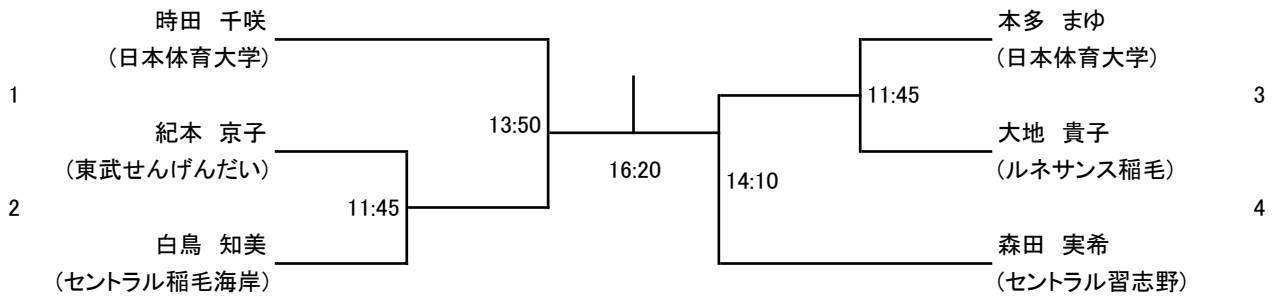 時田 千咲
(日本体育大学)
1
紀本 京子
(東武せんげんだい)
2
白鳥 知美
(セントラル稲毛海岸)
11:45
13:50
16:20
14:10
11:45
本多 まゆ
(日本体育大学)
3
大地 貴子
(ルネサンス稲毛)
4
森田 実希
(セントラル習志野)